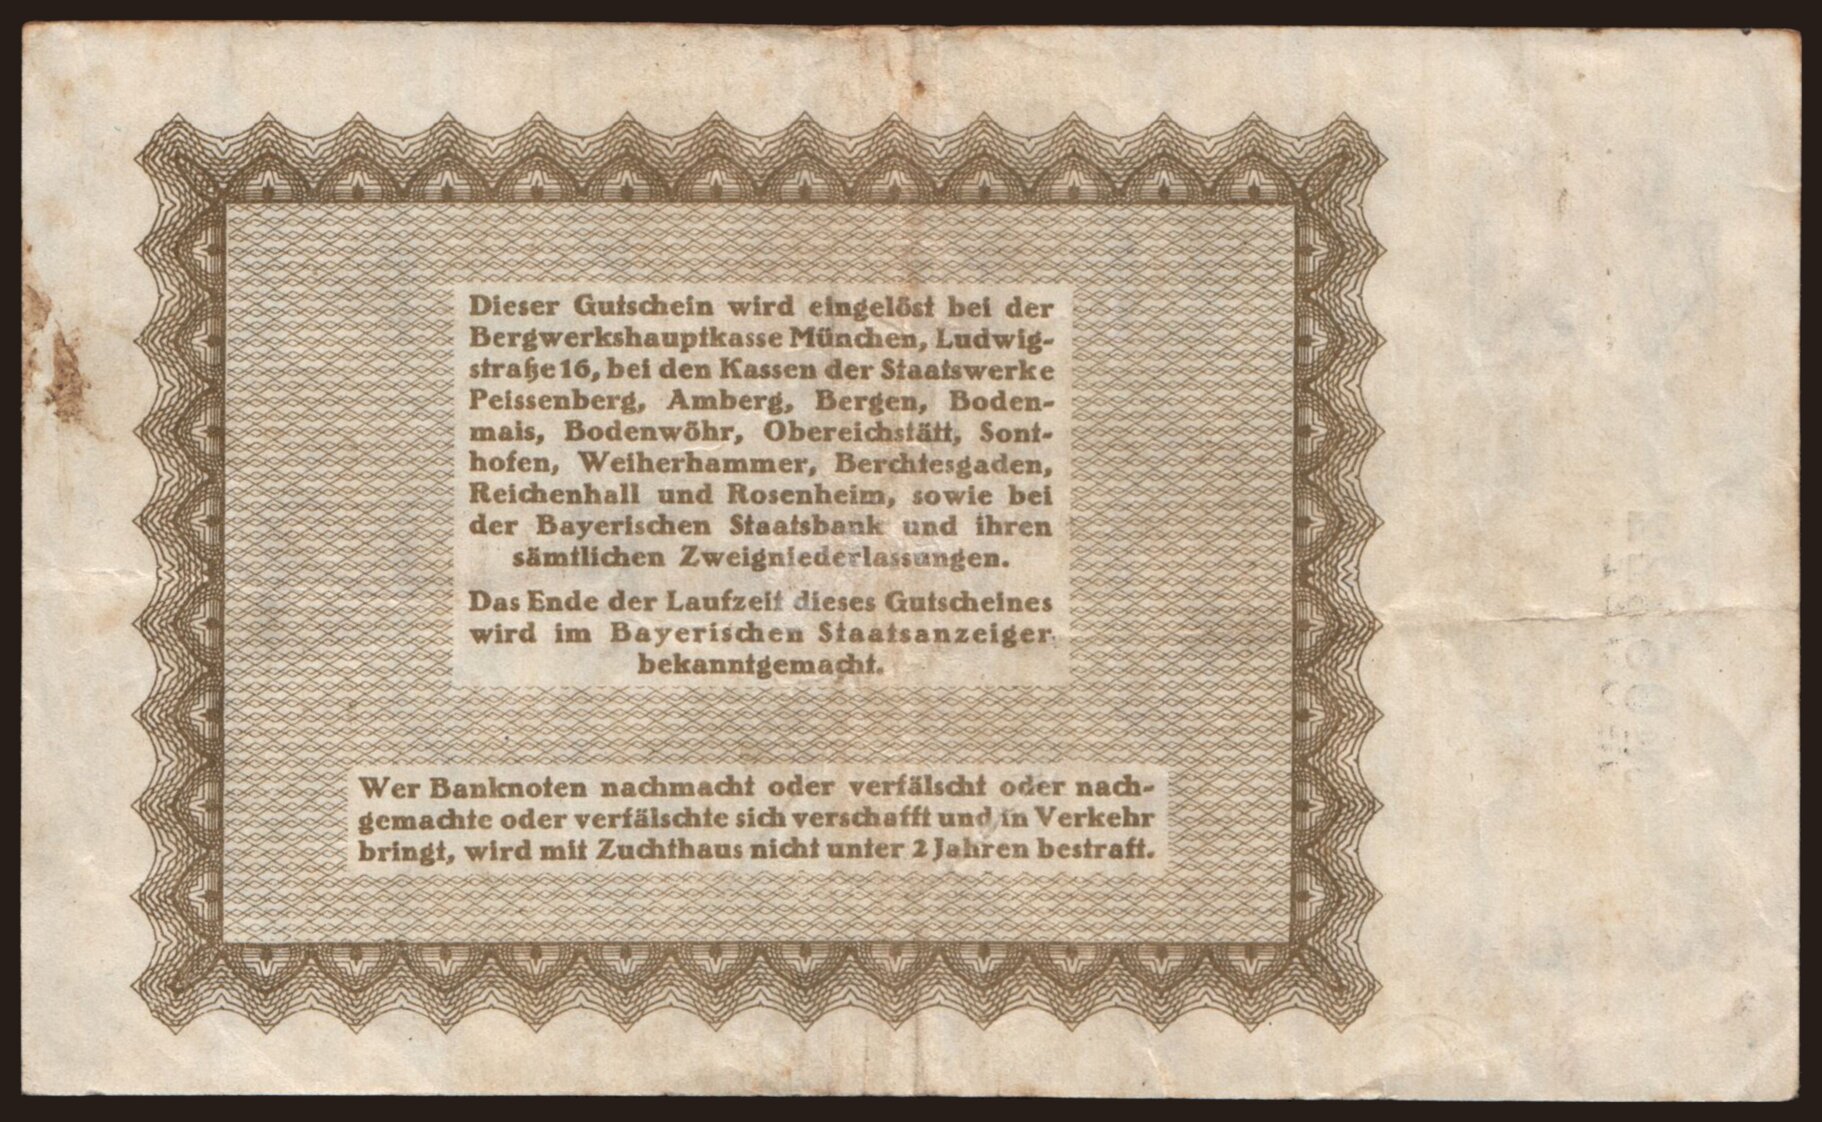 Dieser Gutschein wird eingelöst bei der
Bergwerkshauptkasse München, Ludwig-
straße 16, bei den Kassen der Staatswerke
Peissenberg, Amberg, Bergen, Boden-
mais, Bodenwöhr, Obereichstätt, Sont-
hofen, Weiherhammer, Berchtesgaden,
Reichenhall und Rosenheim, sowie bei
der Bayerischen Staatsbank und ihren
sämtlichen Zweigniederlassungen.
Das Ende der Laufzeit dieses Gutscheines
wird im Bayerischen Staatsanzeiger
bekanntgemacht.
Wer Banknoten nachmacht oder verfälscht oder nach-
gemachte oder verfälschte sich verschafft und in Verkehr
bringt, wird mit Zuchthaus nicht unter 2 Jahren bestraft.